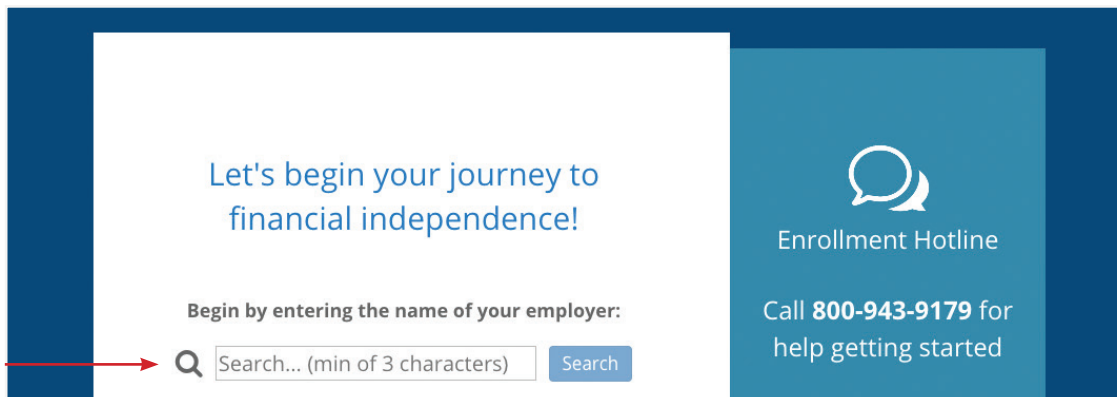 Let's begin your journey to
financial independence!
Begin by entering the name of your employer:
Search... (min of 3 characters)
Search
Enrollment Hotline
Call 800-943-9179 for
help getting started